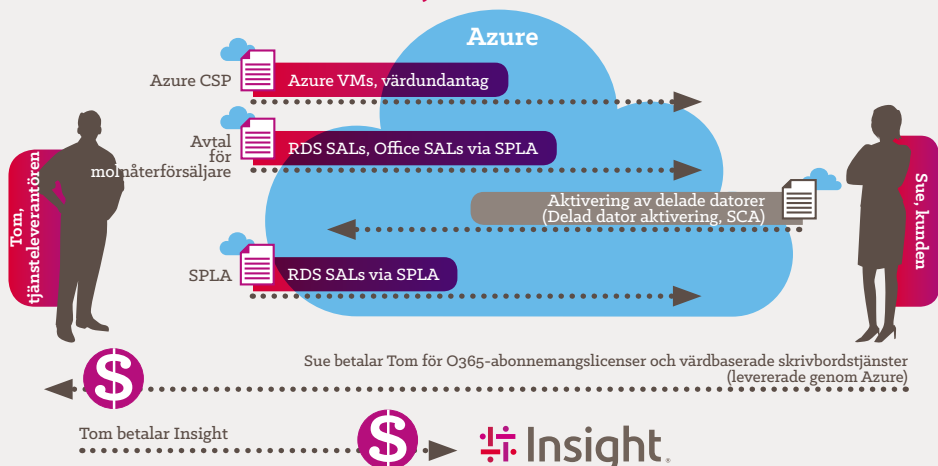 Azure
Azure CSP
Azure VMs, värdundantag
Avtal
för
molnåterförsäljare
RDS SALs, Office SALs via SPLA
Tom,
tjänsteleverantören
Sue, kunden
Aktivering av delade datorer
(Delad dator aktivering, SCA)
SPLA
RDS SALs via SPLA
Sue betalar Tom för O365-abonnemangslicenser och värdbaserade skrivbordstjänster
(levererade genom Azure)
$
Tom betalar Insight
$
Insight.